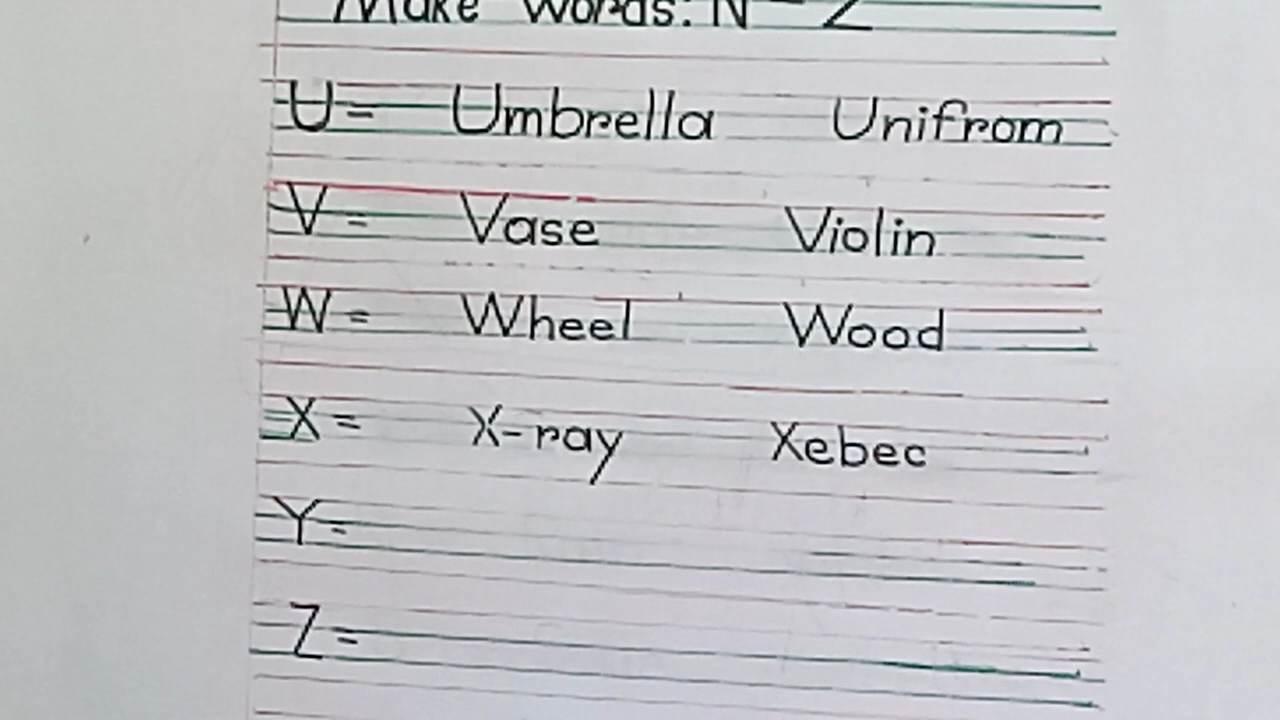 Make Words: N - Z
U = Umbrella Unifrom
V = Vase Violin
W = Wheel Wood
X = X-ray Xebec
Y =
Z =